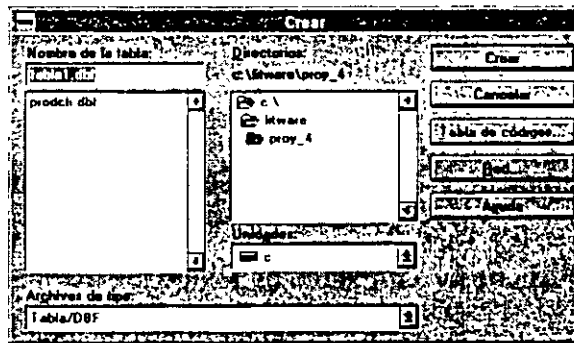 Crear
Nombre de la tabla:
tabla1.dbf
prodch.dbf
Directorios:
c:\litware\proy_4
c:\
litware
proy_4
Unidades:
c
Archivos de tipo:
Tabla/DBF
Crear
Cancelar
Tabla de códigos...
Red...
Ayuda